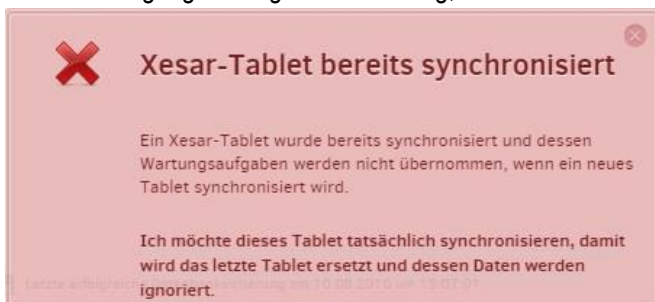 Xesar-Tablet bereits synchronisiert
Ein Xesar-Tablet wurde bereits synchronisiert und dessen
Wartungsaufgaben werden nicht übernommen, wenn ein neues
Tablet synchronisiert wird.
Ich möchte dieses Tablet tatsächlich synchronisieren, damit
wird das letzte Tablet ersetzt und dessen Daten werden
ignoriert.